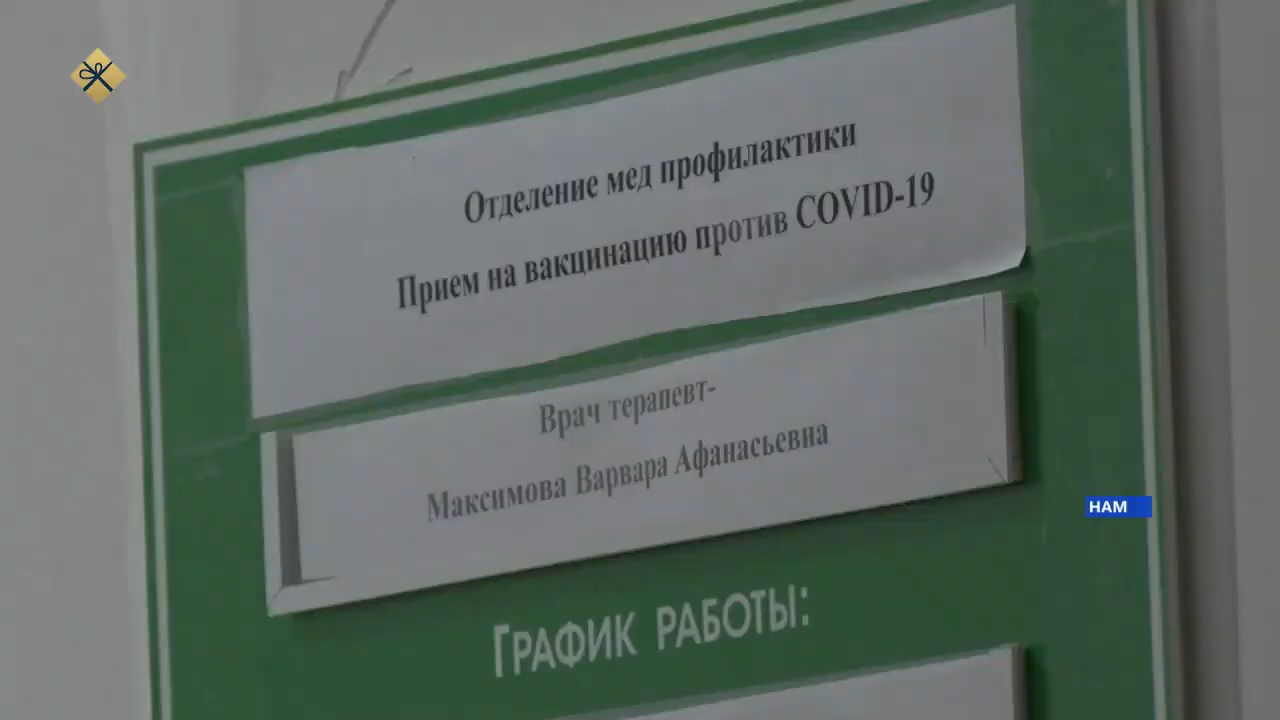 Отделение мед профилактики
Прием на вакцинацию против COVID-19
Врач терапевт-
Максимова Варвара Афанасьевна
ГРАФИК РАБОТЫ:
НАМ